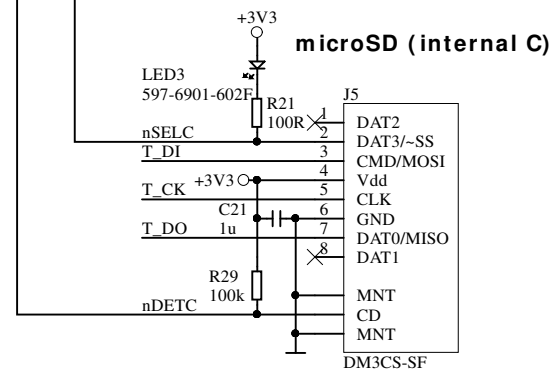 +3V3
microSD (internal C)
LED3
597-6901-602F
R21
100R
J5
1
DAT2
nSELC
2
DAT3/~SS
T_DI
3
CMD/MOSI
+3V3
4
Vdd
T_CK
5
CLK
C21
6
GND
T_DO
1u
7
DAT0/MISO
8
DAT1
R29
100k
MNT
nDETC
CD
MNT
DM3CS-SF